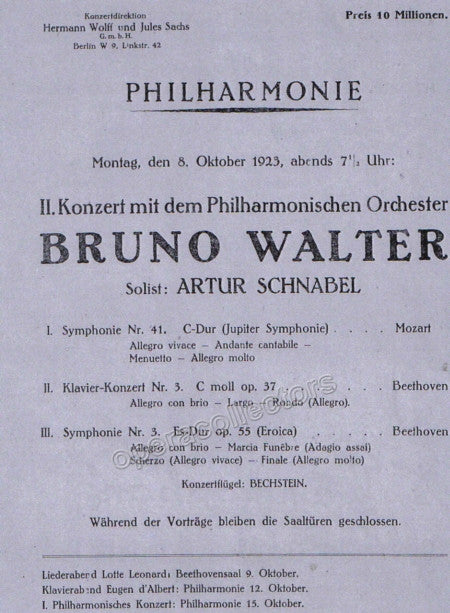 Konzertdirektion
Hermann Wolff und Jules Sachs
G. m. b. H.
Berlin W 9, Linkstr. 42
Preis 10 Millionen.
PHILHARMONIE
Montag, den 8. Oktober 1923, abends 7½ Uhr:
II. Konzert mit dem Philharmonischen Orchester
BRUNO WALTER
Solist: ARTUR SCHNABEL
I. Symphonie Nr. 41. C-Dur (Jupiter Symphonie) . . . . Mozart
Allegro vivace – Andante cantabile –
Menuetto – Allegro molto
II. Klavier-Konzert Nr. 3. C moll op. 37 . . . . . Beethoven
Allegro con brio – Largo – Rondo (Allegro).
III. Symphonie Nr. 3. Es-Dur op. 55 (Eroica) . . . . . Beethoven
Allegro con brio – Marcia Funèbre (Adagio assai)
Scherzo (Allegro vivace) – Finale (Allegro molto)
Konzertflügel: BECHSTEIN.
Während der Vorträge bleiben die Saaltüren geschlossen.
Liederabend Lotte Leonard: Beethovensaal 9. Oktober.
Klavierabend Eugen d'Albert: Philharmonie 12. Oktober.
I. Philharmonisches Konzert: Philharmonie 15. Oktober.
operacollectors